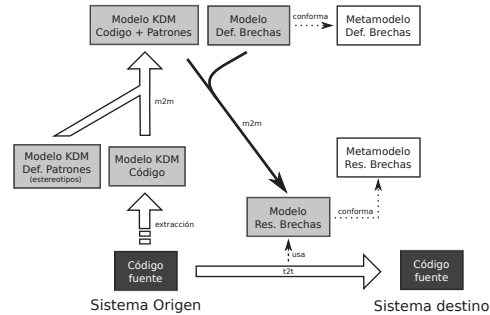 Modelo KDM
Codigo + Patrones
Modelo
Def. Brechas
conforma
Metamodelo
Def. Brechas
m2m
m2m
Modelo KDM
Def. Patrones
(estereotipos)
Modelo KDM
Código
Metamodelo
Res. Brechas
Modelo
Res. Brechas
conforma
extracción
usa
Código
fuente
t2t
Código
fuente
Sistema Origen
Sistema destino